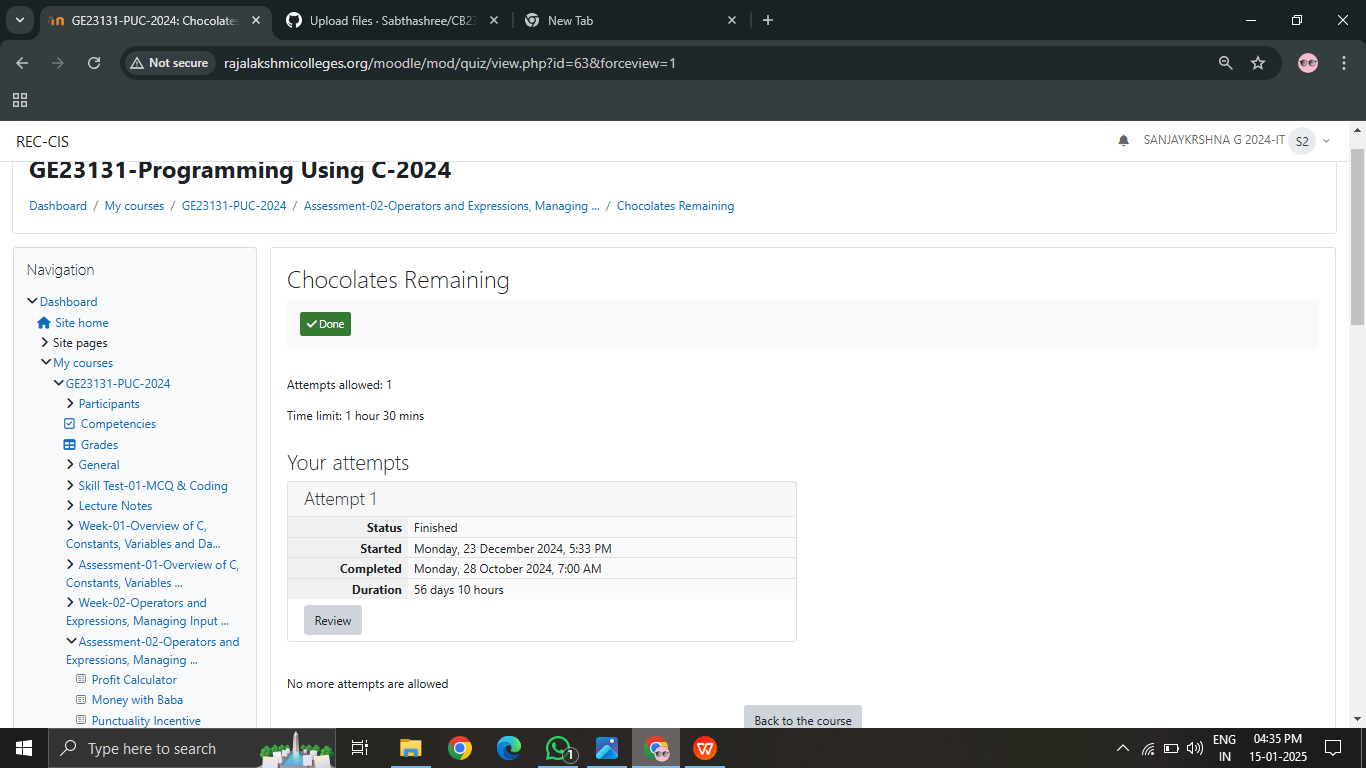 GE23131-PUC-2024: Chocolate
Upload files · Sabthashree/CB23
New Tab
Not secure
rajalakshmicolleges.org/moodle/mod/quiz/view.php?id=63&forceview=1
REC-CIS
SANJAYKRSHNA G 2024-IT
S2
GE23131-Programming Using C-2024
Dashboard / My courses / GE23131-PUC-2024 / Assessment-02-Operators and Expressions, Managing ... / Chocolates Remaining
Navigation
Dashboard
Site home
Site pages
My courses
GE23131-PUC-2024
Participants
Competencies
Grades
General
Skill Test-01-MCQ & Coding
Lecture Notes
Week-01-Overview of C,
Constants, Variables and Da...
Assessment-01-Overview of C,
Constants, Variables ...
Week-02-Operators and
Expressions, Managing Input ...
Assessment-02-Operators and
Expressions, Managing ...
Profit Calculator
Money with Baba
Punctuality Incentive
Chocolates Remaining
Done
Attempts allowed: 1
Time limit: 1 hour 30 mins
Your attempts
Attempt 1
Status Finished
Started Monday, 23 December 2024, 5:33 PM
Completed Monday, 28 October 2024, 7:00 AM
Duration 56 days 10 hours
Review
No more attempts are allowed
Back to the course
Type here to search
1
ENG
IN
04:35 PM
15-01-2025